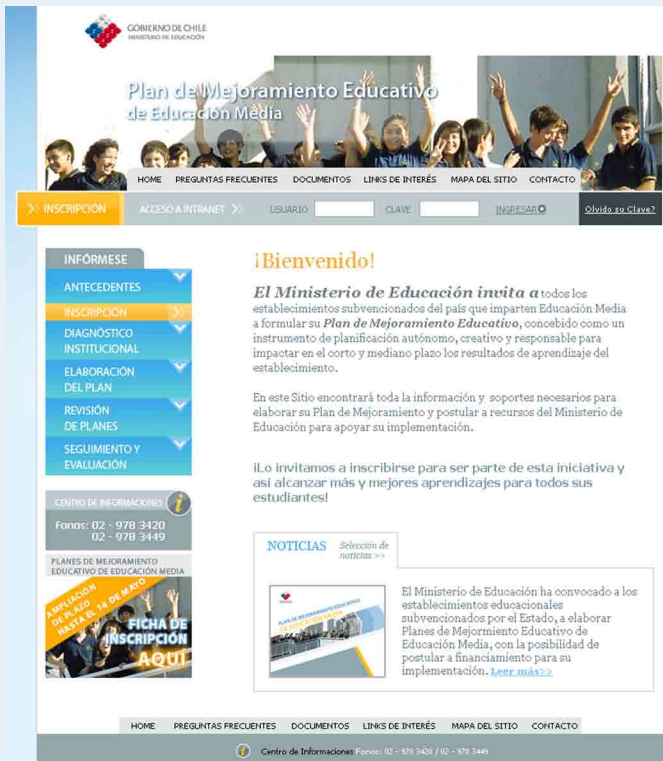 GOBIERNO DE CHILE
MINISTERIO DE EDUCACIÓN
Plan de Mejoramiento Educativo
de Educación Media
HOME PREGUNTAS FRECUENTES DOCUMENTOS LINKS DE INTERÉS MAPA DEL SITIO CONTACTO
>> INSCRIPCIÓN ACCESO A INTRANET >> USUARIO CLAVE INGRESAR Olvido su Clave?
INFÓRMESE
ANTECEDENTES
INSCRIPCIÓN >>
DIAGNÓSTICO
INSTITUCIONAL
ELABORACIÓN
DEL PLAN
REVISIÓN
DE PLANES
SEGUIMIENTO Y
EVALUACIÓN
CENTRO DE INFORMACIONES i
Fonos: 02 - 978 3420
02 - 978 3449
PLANES DE MEJORAMIENTO
EDUCATIVO DE EDUCACIÓN MEDIA
AMPLIACION
DE PLAZO
HASTA EL 14 DE MAYO
FICHA DE
INSCRIPCIÓN
AQUÍ
¡Bienvenido!
El Ministerio de Educación invita a todos los
establecimientos subvencionados del país que imparten Educación Media
a formular su Plan de Mejoramiento Educativo, concebido como un
instrumento de planificación autónomo, creativo y responsable para
impactar en el corto y mediano plazo los resultados de aprendizaje del
establecimiento.
En este Sitio encontrará toda la información y soportes necesarios para
elaborar su Plan de Mejoramiento y postular a recursos del Ministerio de
Educación para apoyar su implementación.
¡Lo invitamos a inscribirse para ser parte de esta iniciativa y
así alcanzar más y mejores aprendizajes para todos sus
estudiantes!
NOTICIAS Selección de
noticias >>
PLAN DE MEJORAMIENTO EDUCATIVO
DE EDUCACIÓN MEDIA
El Ministerio de Educación ha convocado a los
establecimientos educacionales
subvencionados por el Estado, a elaborar
Planes de Mejormiento Educativo de
Educación Media, con la posibilidad de
postular a financiamiento para su
implementación. Leer más>>
HOME PREGUNTAS FRECUENTES DOCUMENTOS LINKS DE INTERÉS MAPA DEL SITIO CONTACTO
i Centro de Informaciones Fonos: 02 - 978 3420 / 02 - 978 3449